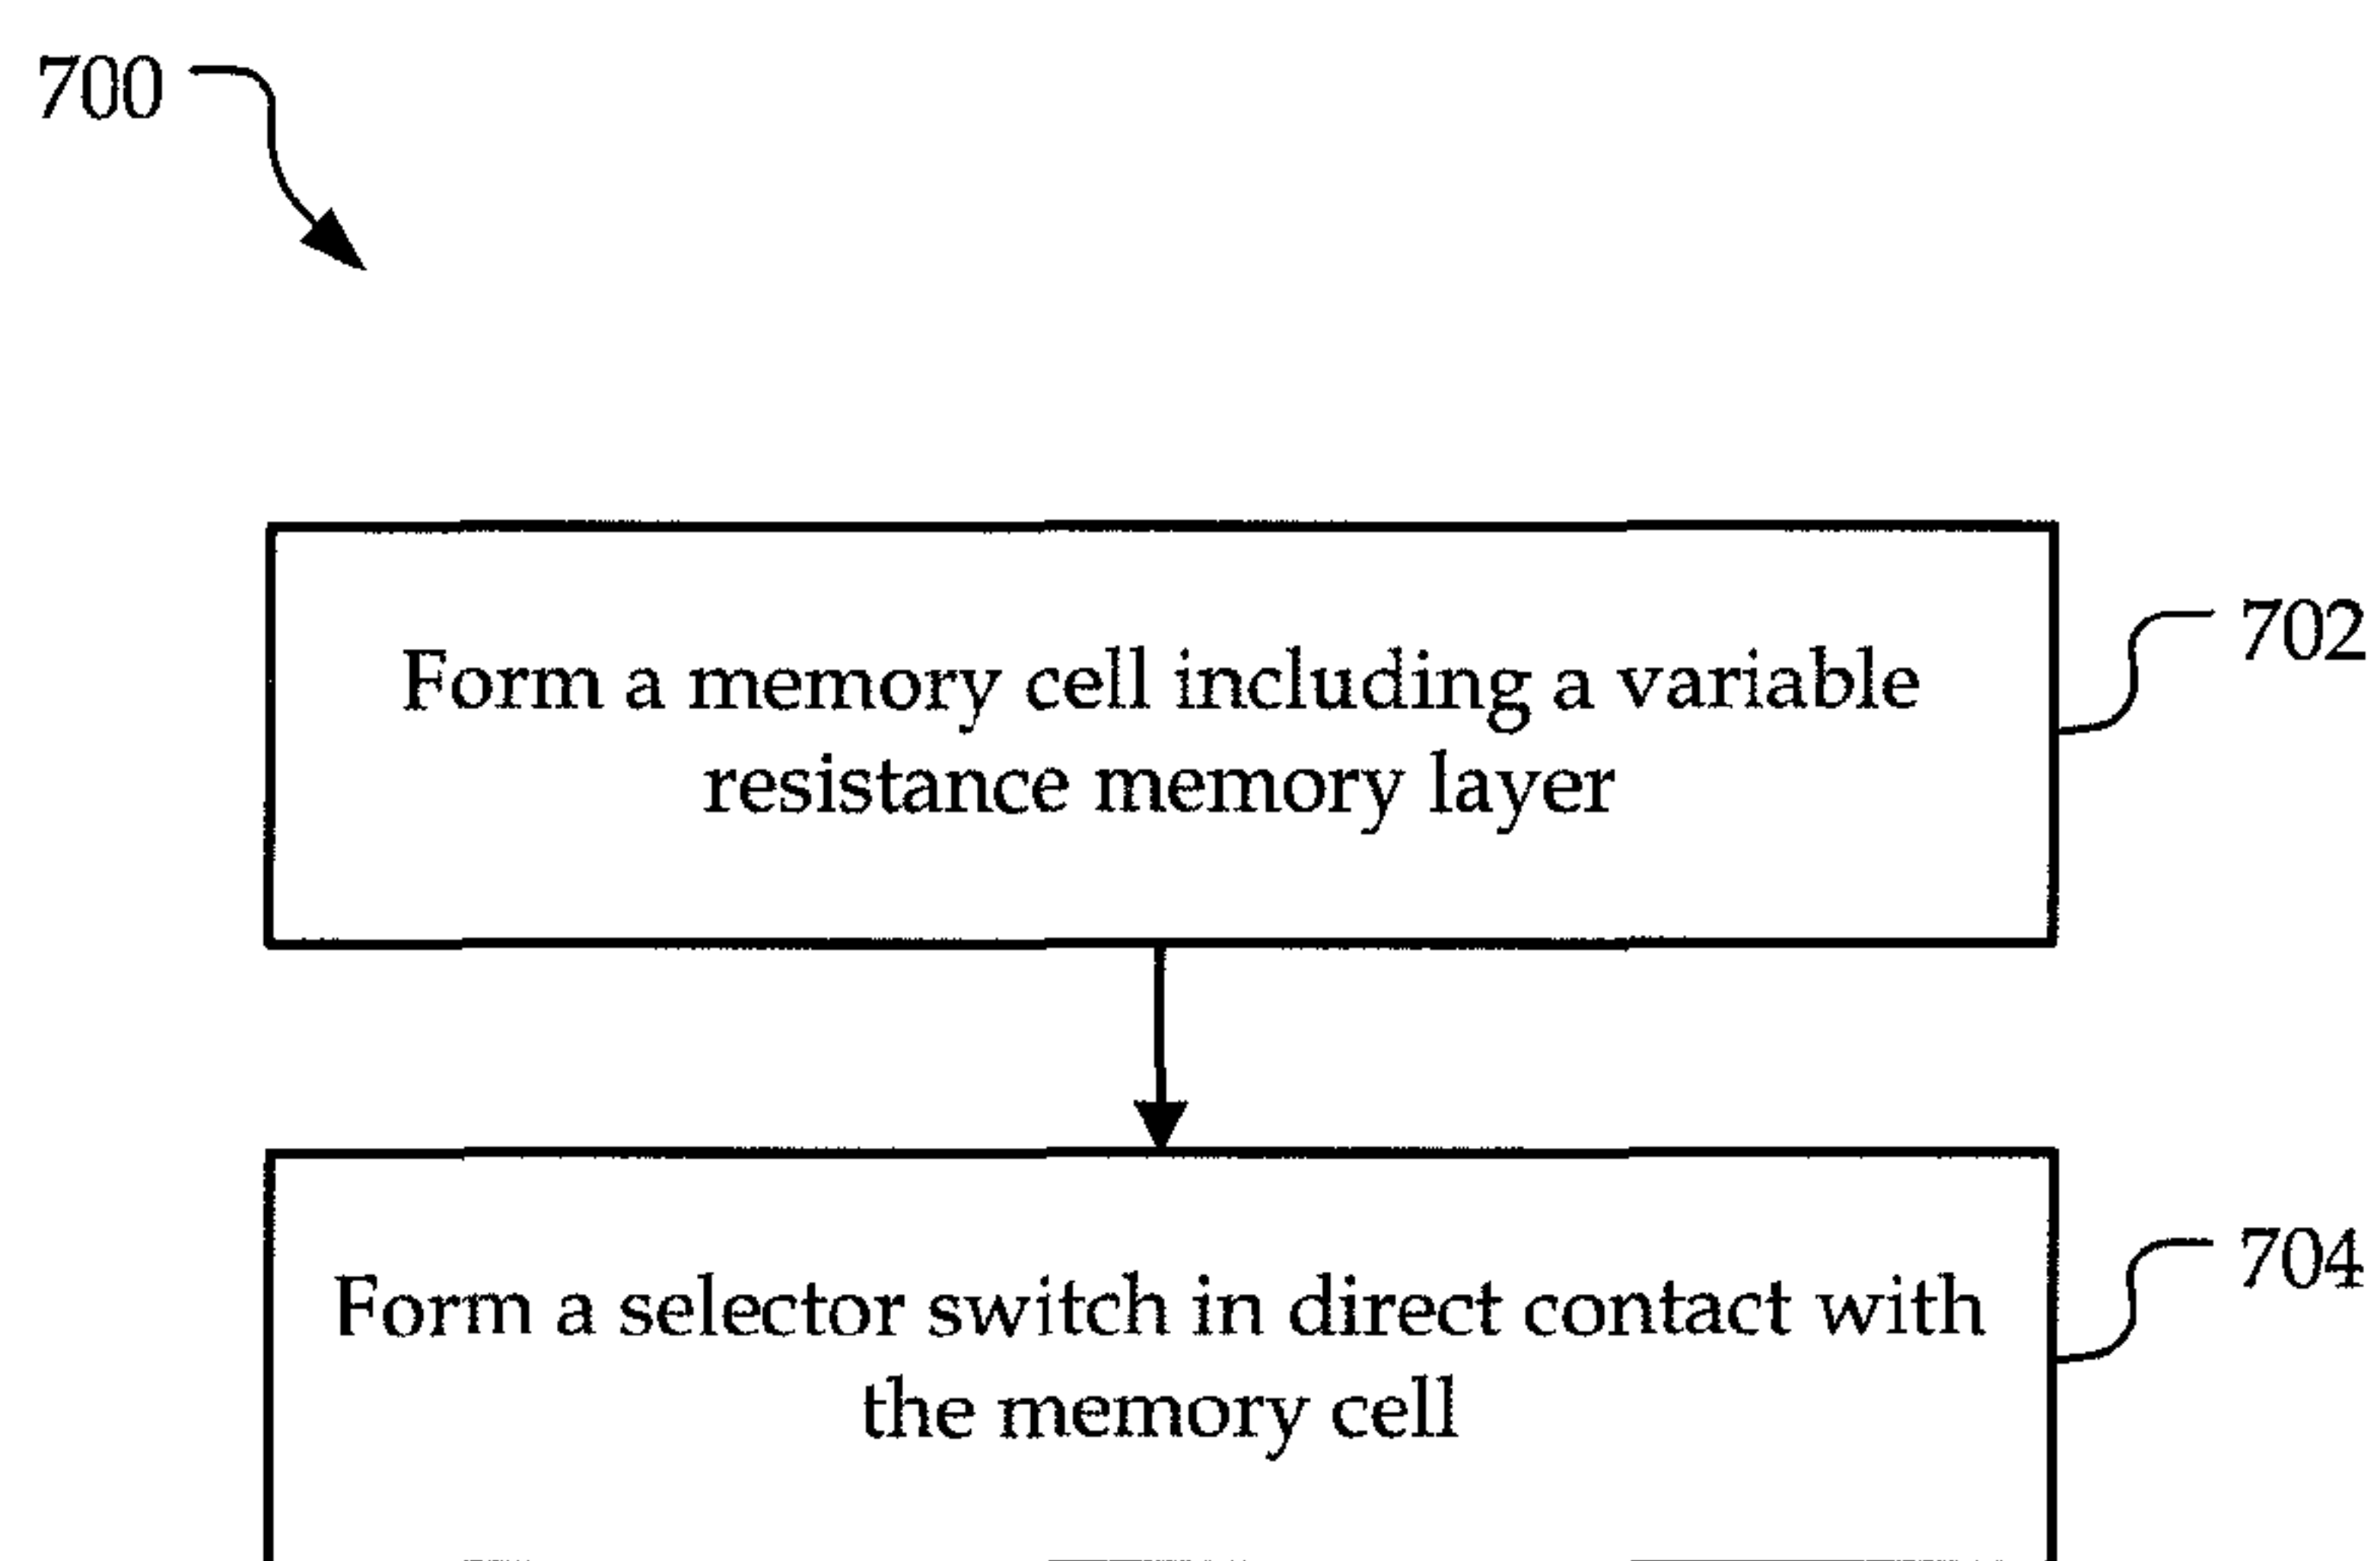 700
Form a memory cell including a variable
resistance memory layer
702
Form a selector switch in direct contact with
the memory cell
704